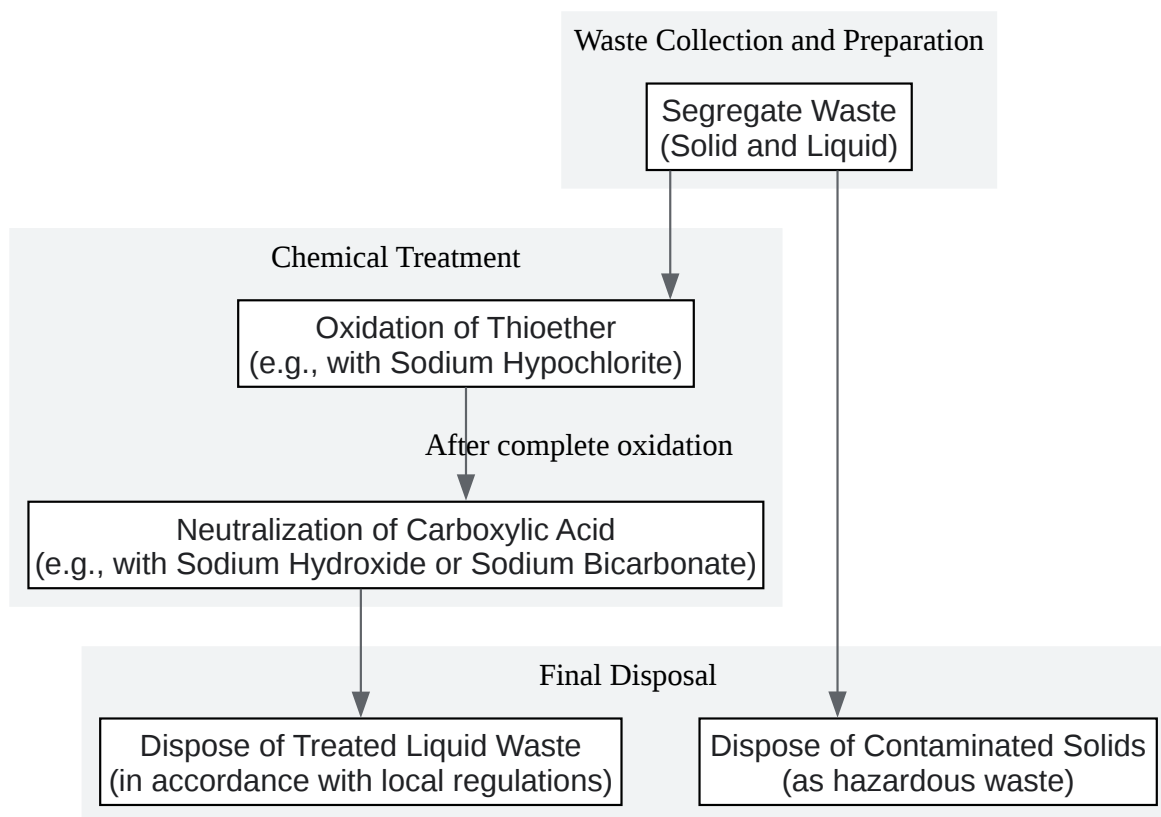 Waste Collection and Preparation
Segregate Waste
(Solid and Liquid)
Chemical Treatment
Oxidation of Thioether
(e.g., with Sodium Hypochlorite)
After complete oxidation
Neutralization of Carboxylic Acid
(e.g., with Sodium Hydroxide or Sodium Bicarbonate)
Final Disposal
Dispose of Treated Liquid Waste
(in accordance with local regulations)
Dispose of Contaminated Solids
(as hazardous waste)